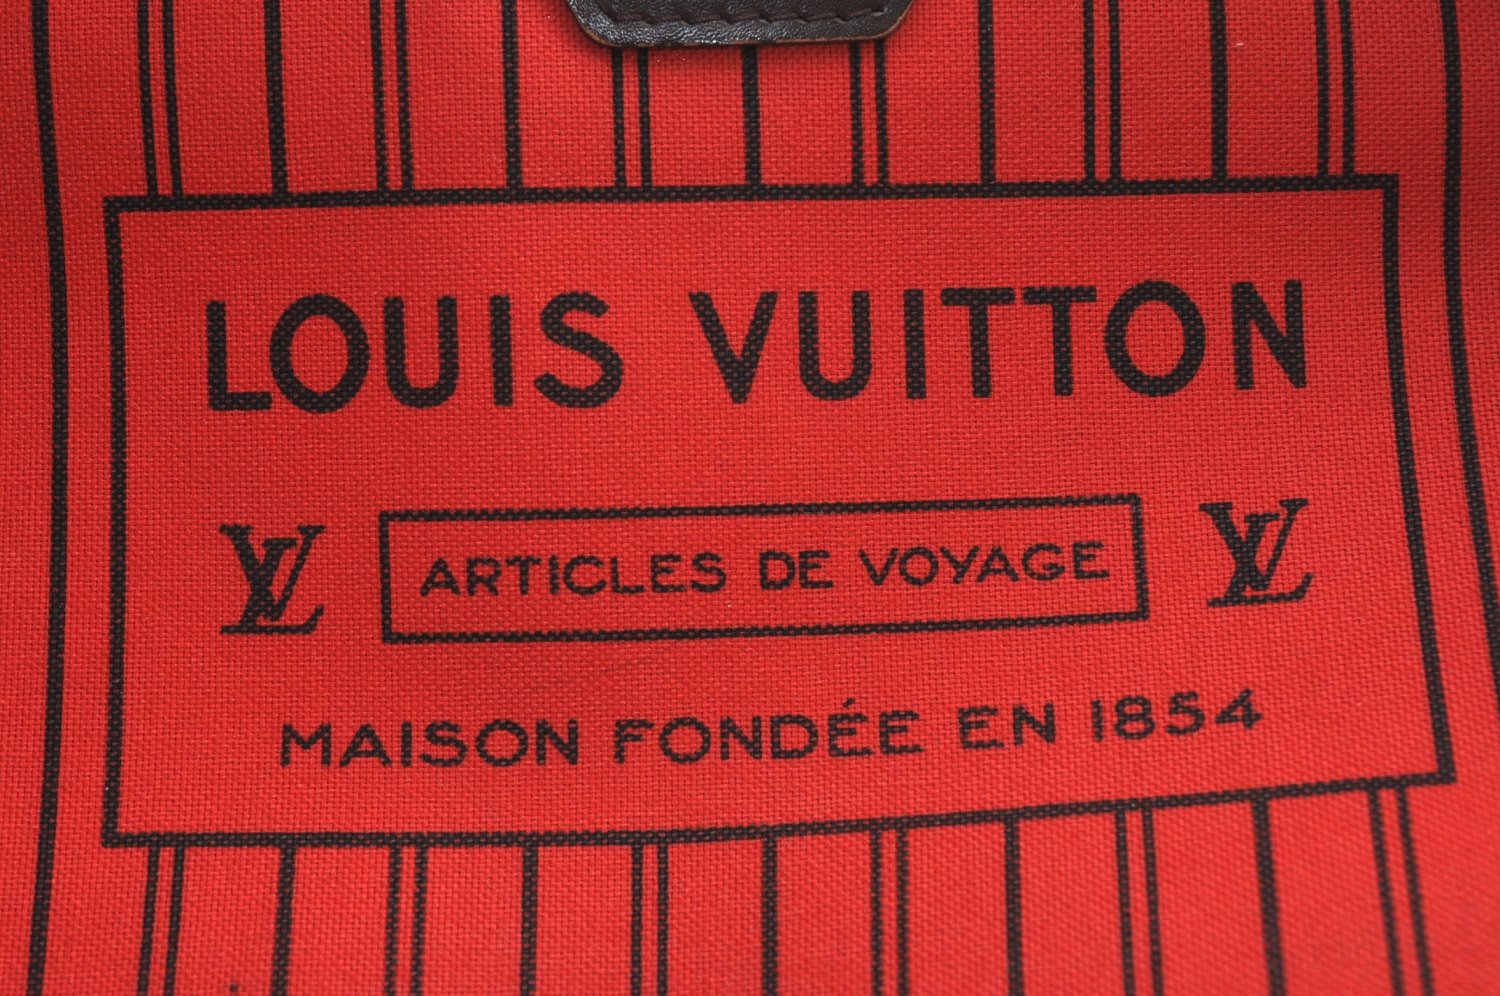 LOUIS VUITTON
LV ARTICLES DE VOYAGE LV
MAISON FONDÉE EN 1854